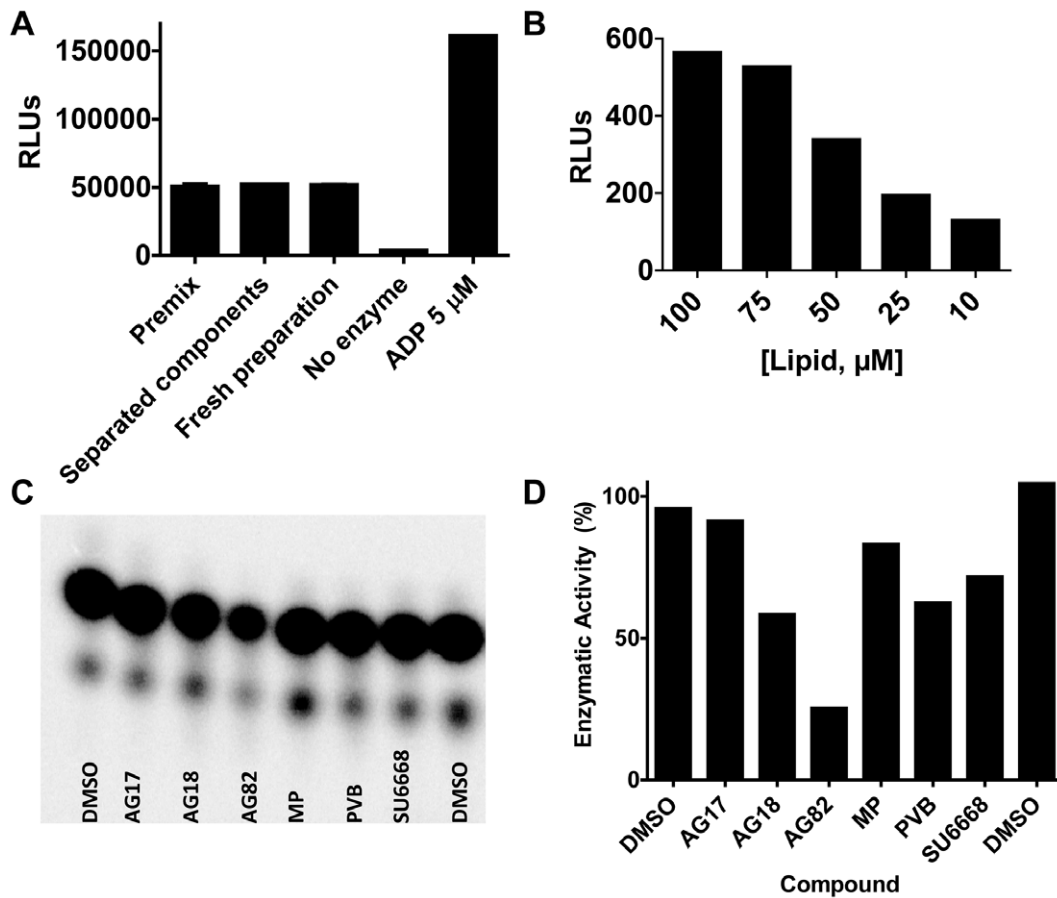 A
RLUs
150000
100000
50000
0
Premix
Separated components
Fresh preparation
No enzyme
ADP 5 µM
B
RLUs
600
400
200
0
100
75
50
25
10
[Lipid, µM]
C
DMSO
AG17
AG18
AG82
MP
PVB
SU6668
DMSO
D
Enzymatic Activity (%)
100
50
0
DMSO
AG17
AG18
AG82
MP
PVB
SU6668
DMSO
Compound